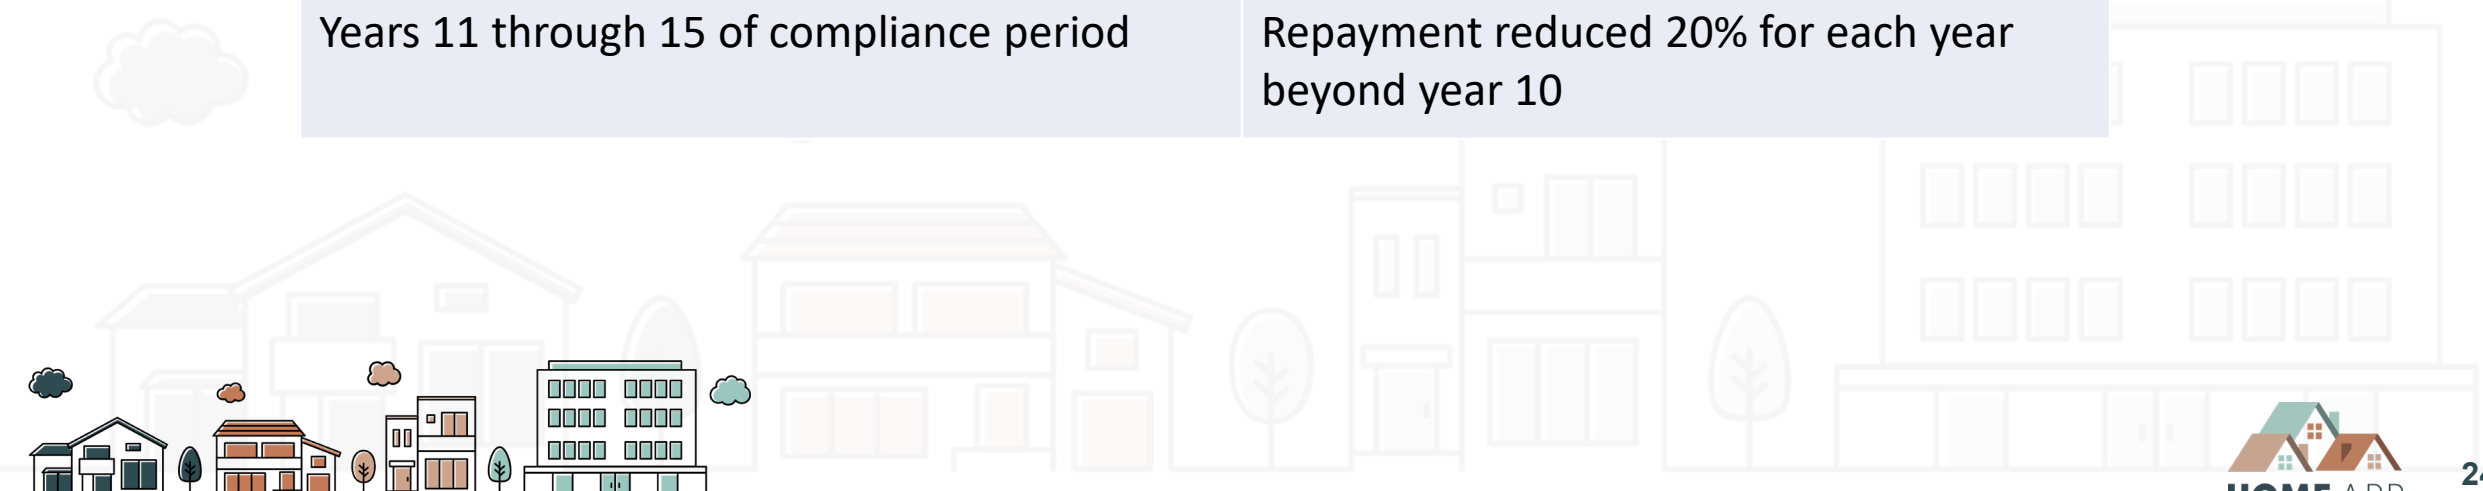 Years 11 through 15 of compliance period
Repayment reduced 20% for each year
beyond year 10